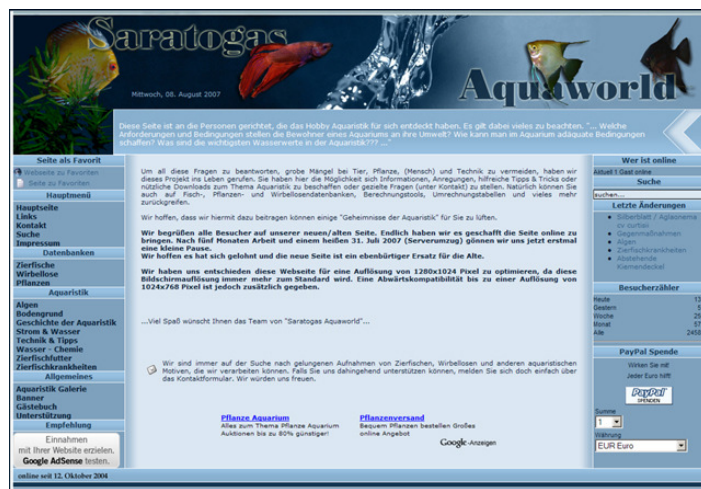 Saratogas
Aquaworld
Mittwoch, 08. August 2007
Diese Seite ist an die Personen gerichtet, die das Hobby Aquaristik für sich entdeckt haben. Es gilt dabei vieles zu beachten. "... Welche
Anforderungen und Bedingungen stellen die Bewohner eines Aquariums an ihre Umwelt? Wie kann man im Aquarium adäquate Bedingungen
schaffen? Was sind die wichtigsten Wasserwerte in der Aquaristik??? ..."
Seite als Favorit
Webseite zu Favoriten
Seite zu Favoriten
Hauptmenü
Hauptseite
Links
Kontakt
Suche
Impressum
Datenbanken
Zierfische
Wirbellose
Pflanzen
Aquaristik
Algen
Bodengrund
Geschichte der Aquaristik
Strom & Wasser
Technik & Tipps
Wasser - Chemie
Zierfischfutter
Zierfischkrankheiten
Allgemeines
Aquaristik Galerie
Banner
Gästebuch
Unterstützung
Empfehlung
Einnahmen
mit Ihrer Website erzielen.
Google AdSense testen.
Um all diese Fragen zu beantworten, grobe Mängel bei Tier, Pflanze, (Mensch) und Technik zu vermeiden, haben wir
dieses Projekt ins Leben gerufen. Sie haben hier die Möglichkeit sich Informationen, Anregungen, hilfreiche Tipps & Tricks oder
nützliche Downloads zum Thema Aquaristik zu beschaffen oder gezielte Fragen (unter Kontakt) zu stellen. Natürlich können Sie
auch auf Fisch-, Pflanzen- und Wirbellosendatenbanken, Berechnungstools, Umrechnungstabellen und vieles mehr
zurückgreifen.
Wir hoffen, dass wir hiermit dazu beitragen können einige "Geheimnisse der Aquaristik" für Sie zu lüften.
Wir begrüßen alle Besucher auf unserer neuen/alten Seite. Endlich haben wir es geschafft die Seite online zu
bringen. Nach fünf Monaten Arbeit und einem heißen 31. Juli 2007 (Serverumzug) gönnen wir uns jetzt erstmal
eine kleine Pause.
Wir hoffen es hat sich gelohnt und die neue Seite ist ein ebenbürtiger Ersatz für die Alte.
Wir haben uns entschieden diese Webseite für eine Auflösung von 1280x1024 Pixel zu optimieren, da diese
Bildschirmauflösung immer mehr zum Standard wird. Eine Abwärtskompatibilität bis zu einer Auflösung von
1024x768 Pixel ist jedoch zusätzlich gegeben.
...Viel Spaß wünscht Ihnen das Team von "Saratogas Aquaworld"...
Wir sind immer auf der Suche nach gelungenen Aufnahmen von Zierfischen, Wirbellosen und anderen aquaristischen
Motiven, die wir verarbeiten können. Falls Sie uns dahingehend unterstützen können, melden Sie sich doch einfach über
das Kontaktformular. Wir würden uns freuen.
Pflanze Aquarium
Alles zum Thema Pflanze Aquarium
Auktionen bis zu 80% günstiger!
Pflanzenversand
Bequem Pflanzen bestellen Großes
online Angebot
Google-Anzeigen
Wer ist online
Aktuell 1 Gast online
Suche
suchen...
Letzte Änderungen
Silberblatt / Aglaonema
cv curtisii
Gegenmaßnahmen
Algen
Zierfischkrankheiten
Abstehende
Kiemendeckel
Besucherzähler
Heute 13
Gestern 5
Woche 25
Monat 57
Alle 2458
PayPal Spende
Wirken Sie mit!
Jeder Euro hilft!
PayPal
SPENDEN
Summe
1
Währung
EUR Euro
online seit 12. Oktober 2004